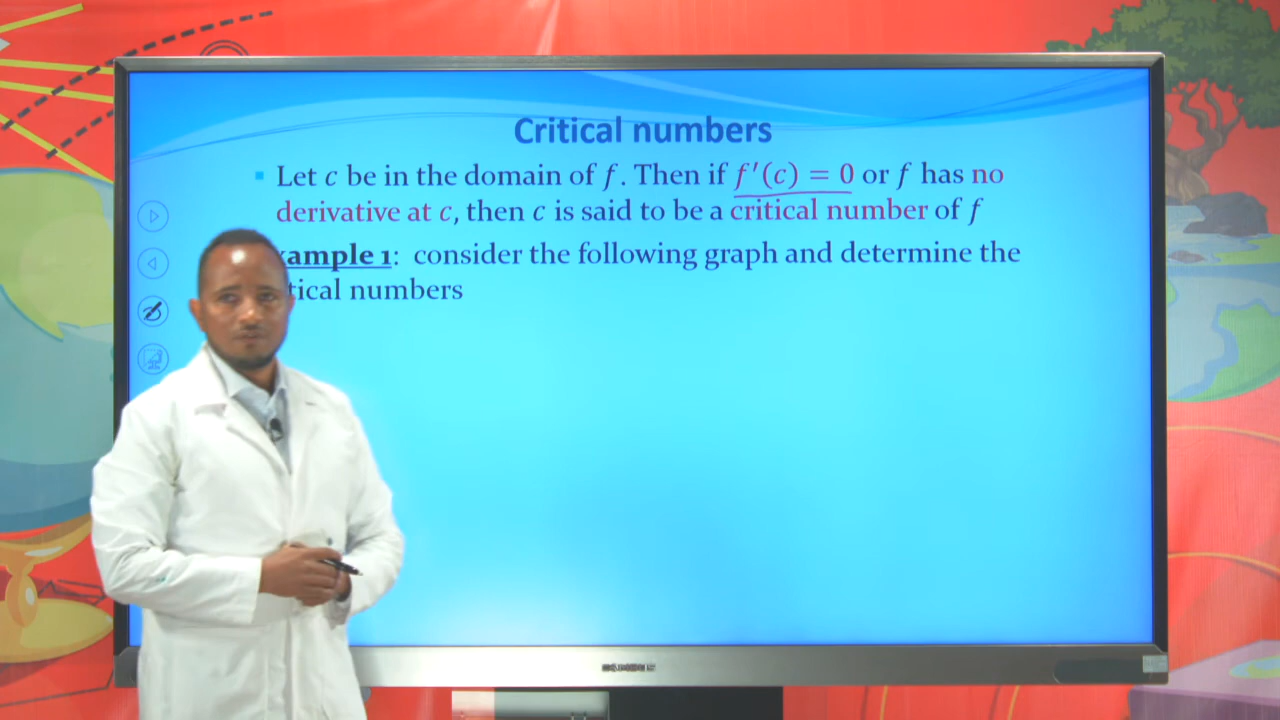 Critical numbers
Let c be in the domain of f. Then if f′(c) = 0 or f has no
derivative at c, then c is said to be a critical number of f
ample 1: consider the following graph and determine the
tical numbers